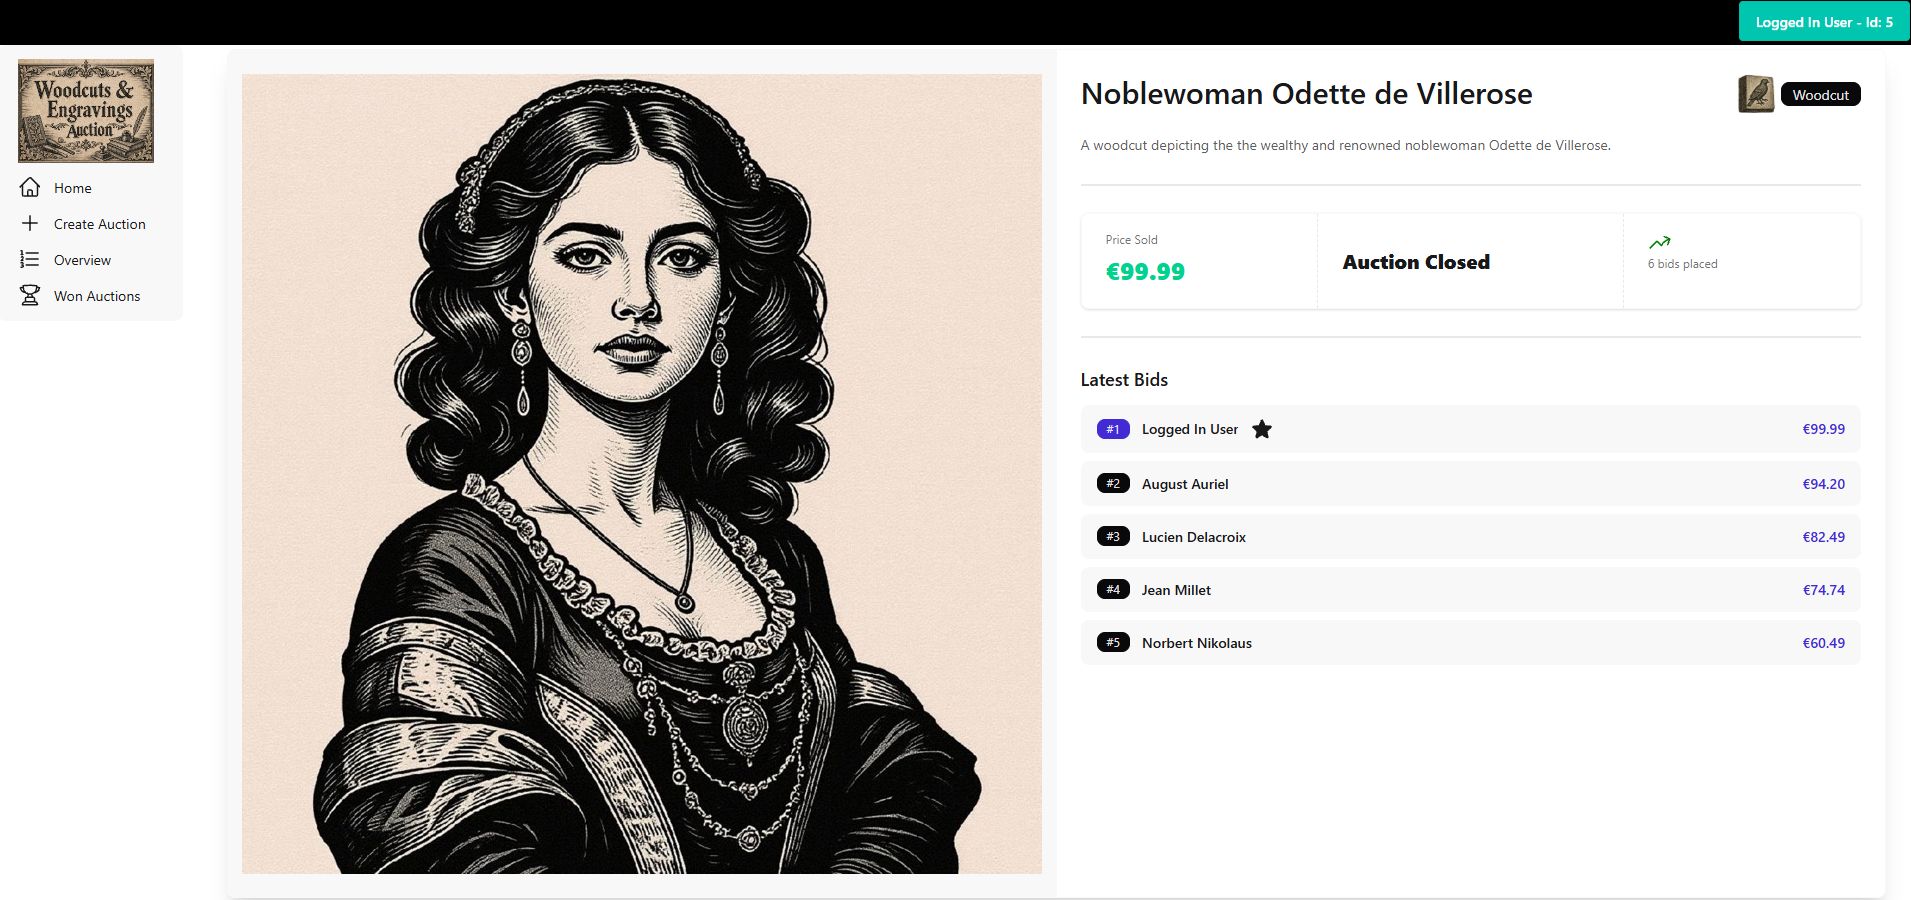 Logged In User - Id: 5
Woodcuts &
Engravings
Auction
Home
Create Auction
Overview
Won Auctions
Noblewoman Odette de Villerose
Woodcut
A woodcut depicting the the wealthy and renowned noblewoman Odette de Villerose.
Price Sold
€99.99
Auction Closed
6 bids placed
Latest Bids
#1 Logged In User €99.99
#2 August Auriel €94.20
#3 Lucien Delacroix €82.49
#4 Jean Millet €74.74
#5 Norbert Nikolaus €60.49